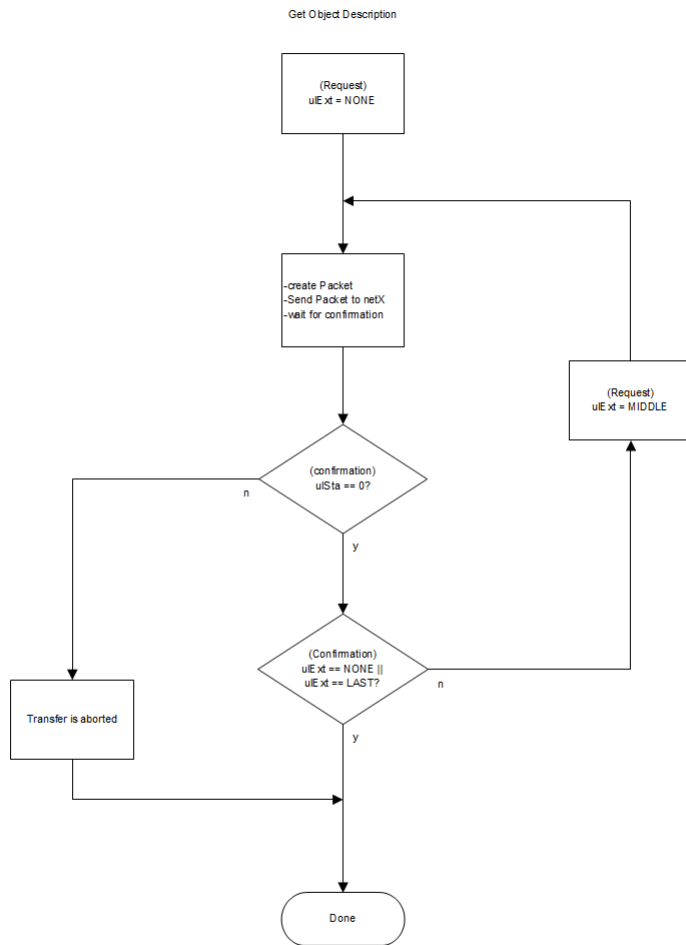 Get Object Description
(Request)
ulExt = NONE
-create Packet
-Send Packet to netX
-wait for confirmation
(Request)
ulExt = MIDDLE
(confirmation)
ulSta == 0?
n
y
(Confirmation)
ulExt == NONE ||
ulExt == LAST?
n
Transfer is aborted
y
Done